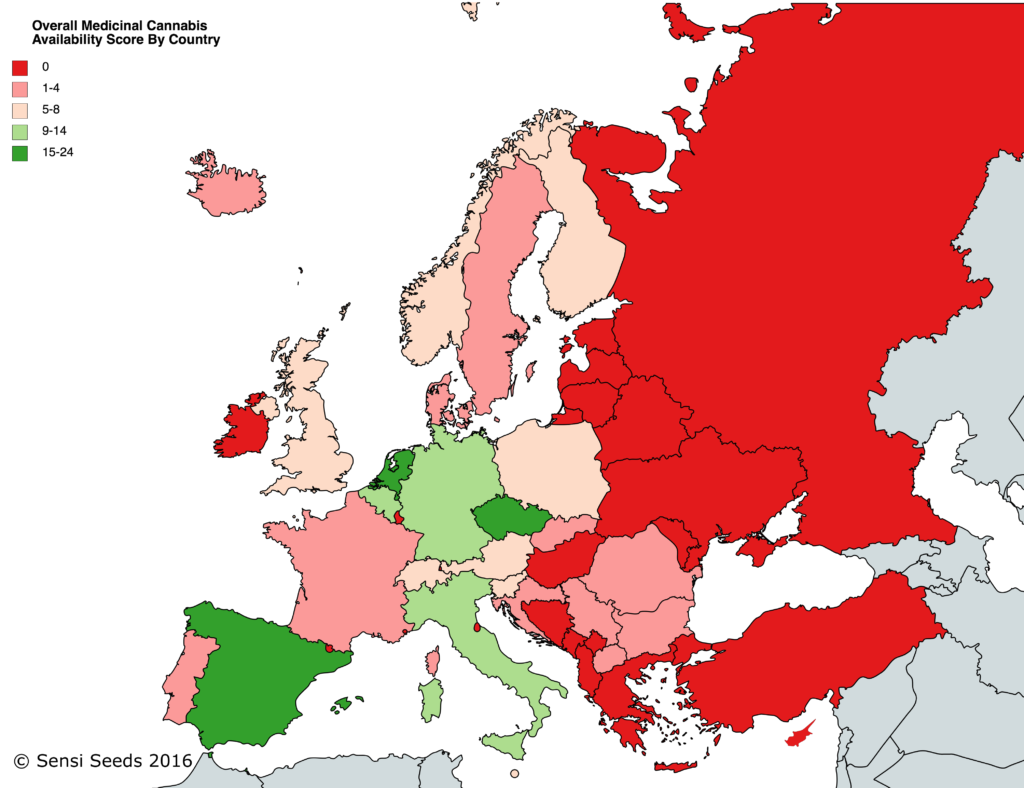 Overall Medicinal Cannabis
Availability Score By Country
0
1-4
5-8
9-14
15-24
© Sensi Seeds 2016